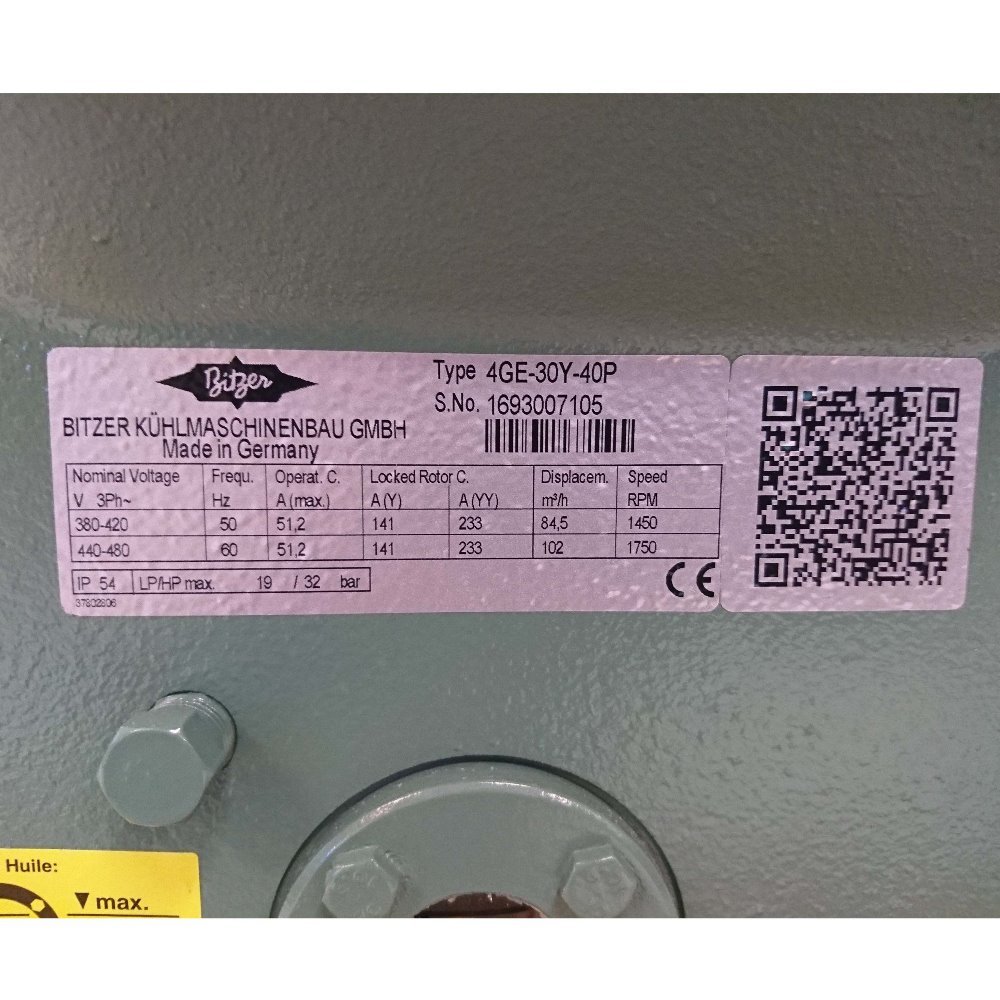 Bitzer
BITZER KÜHLMASCHINENBAU GMBH
Made in Germany
Type 4GE-30Y-40P
S.No. 1693007105
Nominal Voltage Frequ. Operat. C. Locked Rotor C. Displacem. Speed
V 3Ph~ Hz A (max.) A (Y) A (YY) m³/h RPM
380-420 50 51,2 141 233 84,5 1450
440-480 60 51,2 141 233 102 1750
IP 54 LP/HP max. 19 / 32 bar
37802806
CE
Huile:
▼ max.